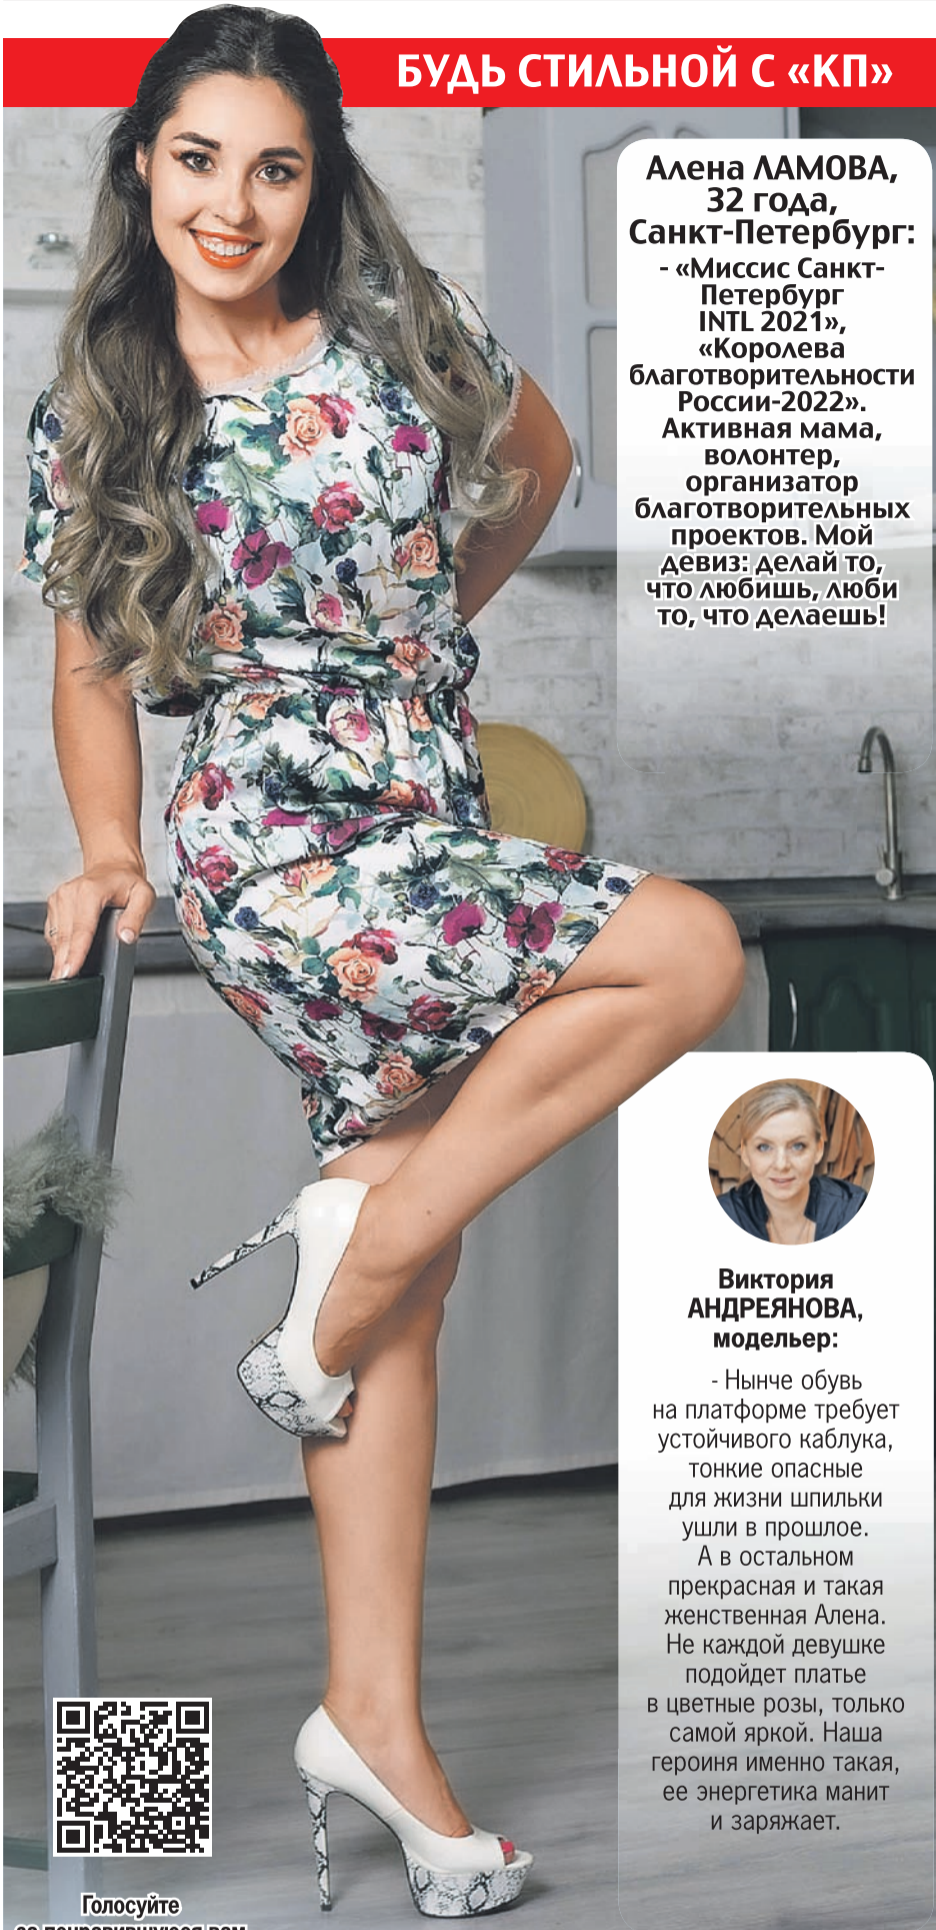 БУДЬ СТИЛЬНОЙ С «КП»
Алена ЛАМОВА,
32 года,
Санкт-Петербург:
- «Миссис Санкт-
Петербург
INTL 2021»,
«Королева
благотворительности
России-2022».
Активная мама,
волонтер,
организатор
благотворительных
проектов. Мой
девиз: делай то,
что любишь, люби
то, что делаешь!
Виктория
АНДРЕЯНОВА,
модельер:
- Нынче обувь
на платформе требует
устойчивого каблука,
тонкие опасные
для жизни шпильки
ушли в прошлое.
А в остальном
прекрасная и такая
женственная Алена.
Не каждой девушке
подойдет платье
в цветные розы, только
самой яркой. Наша
героиня именно такая,
ее энергетика манит
и заряжает.
Голосуйте
за понравившуюся вам